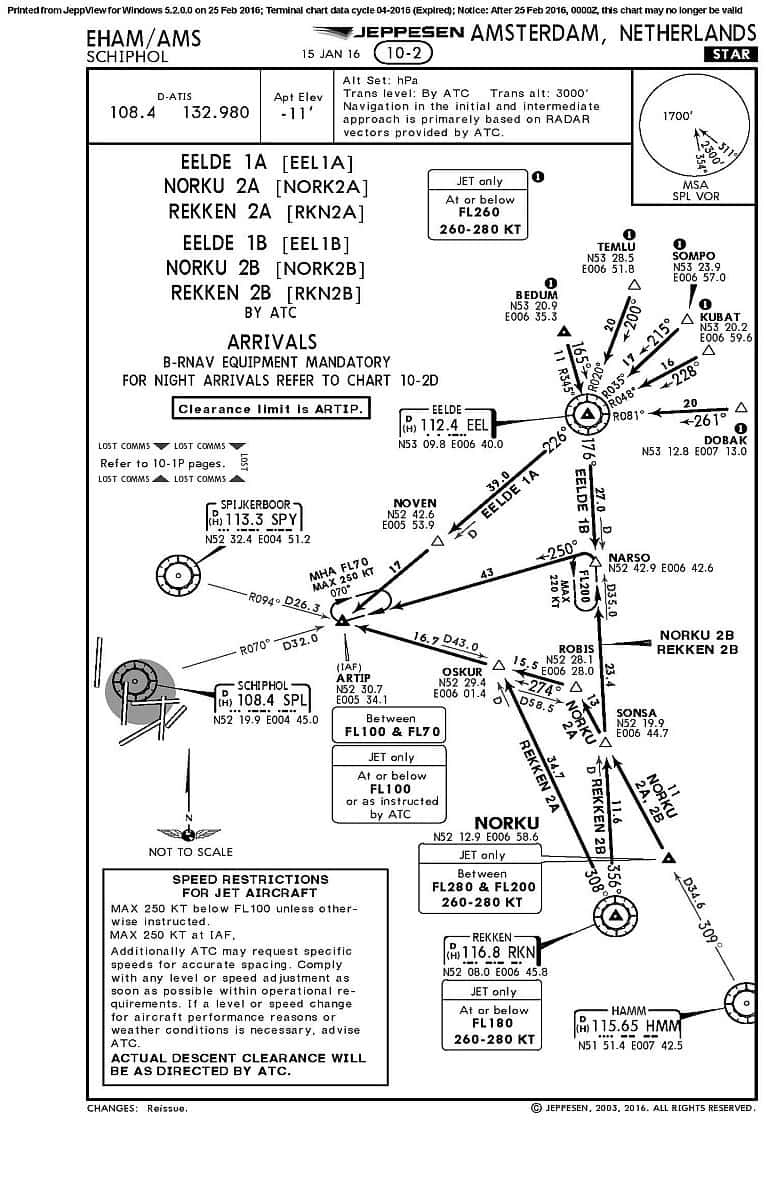 Printed from JeppView for Windows 5.2.0.0 on 25 Feb 2016; Terminal chart data cycle 04-2016 (Expired); Notice: After 25 Feb 2016, 0000Z, this chart may no longer be valid
EHAM/AMS
SCHIPHOL
15 JAN 16
JEPPESEN
10-2
AMSTERDAM, NETHERLANDS
STAR
D-ATIS
108.4 132.980
Apt Elev
-11'
Alt Set: hPa
Trans level: By ATC Trans alt: 3000'
Navigation in the initial and intermediate
approach is primarely based on RADAR
vectors provided by ATC.
1700'
2300'
311°
354°
MSA
SPL VOR
EELDE 1A [EEL1A]
NORKU 2A [NORK2A]
REKKEN 2A [RKN2A]
EELDE 1B [EEL1B]
NORKU 2B [NORK2B]
REKKEN 2B [RKN2B]
BY ATC
ARRIVALS
B-RNAV EQUIPMENT MANDATORY
FOR NIGHT ARRIVALS REFER TO CHART 10-2D
Clearance limit is ARTIP.
JET only
At or below
FL260
260-280 KT
1
1
TEMLU
N53 28.5
E006 51.8
1
SOMPO
N53 23.9
E006 57.0
1
BEDUM
N53 20.9
E006 35.3
1
KUBAT
N53 20.2
E006 59.6
20
200°
R020°
165°
11 R345°
215°
17
R035°
16
228°
R048°
R081°
20
261°
1
DOBAK
N53 12.8 E007 13.0
EELDE
D
(H) 112.4 EEL
N53 09.8 E006 40.0
LOST COMMS LOST COMMS
Refer to 10-1P pages.
LOST
LOST COMMS LOST COMMS
226°
39.0
EELDE 1A
D
176°
EELDE 1B
27.0
D
SPIJKERBOOR
D
(H) 113.3 SPY
N52 32.4 E004 51.2
NOVEN
N52 42.6
E005 53.9
17
MHA FL70
MAX 250 KT
070°
250°
43
NARSO
N52 42.9 E006 42.6
MAX
220 KT
FL200
D35.0
R094° D26.3
R070° D32.0
16.7 D43.0
NORKU 2B
REKKEN 2B
23.4
(IAF)
ARTIP
N52 30.7
E005 34.1
OSKUR
N52 29.4
E006 01.4
ROBIS
N52 28.1
E006 28.0
15.5
274°
D58.5
D
13
NORKU
2A
SONSA
N52 19.9
E006 44.7
SCHIPHOL
D
(H) 108.4 SPL
N52 19.9 E004 45.0
Between
FL100 & FL70
JET only
At or below
FL100
or as instructed
by ATC
34.7
REKKEN 2A
D
REKKEN 2B
11.6
11
NORKU
2A, 2B
N
NOT TO SCALE
NORKU
N52 12.9 E006 58.6
JET only
Between
FL280 & FL200
260-280 KT
308°
356°
D34.6
309°
REKKEN
D
(H) 116.8 RKN
N52 08.0 E006 45.8
JET only
At or below
FL180
260-280 KT
HAMM
D
(H) 115.65 HMM
N51 51.4 E007 42.5
SPEED RESTRICTIONS
FOR JET AIRCRAFT
MAX 250 KT below FL100 unless other-
wise instructed.
MAX 250 KT at IAF,
Additionally ATC may request specific
speeds for accurate spacing. Comply
with any level or speed adjustment as
soon as possible within operational re-
quirements. If a level or speed change
for aircraft performance reasons or
weather conditions is necessary, advise
ATC.
ACTUAL DESCENT CLEARANCE WILL
BE AS DIRECTED BY ATC.
CHANGES: Reissue.
© JEPPESEN, 2003, 2016. ALL RIGHTS RESERVED.